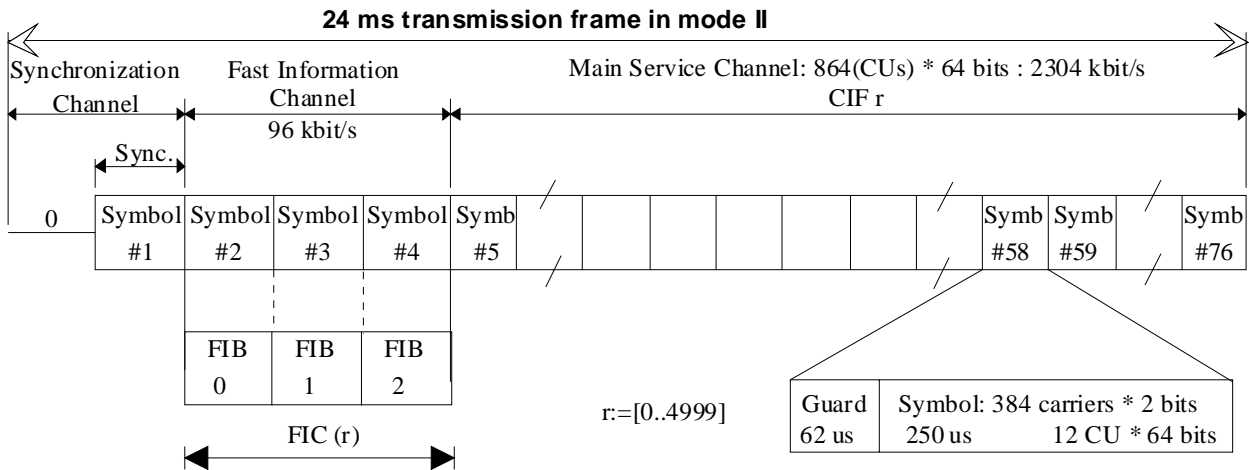 24 ms transmission frame in mode II
Synchronization
Channel
Fast Information
Channel
96 kbit/s
Main Service Channel: 864(CUs) * 64 bits : 2304 kbit/s
CIF r
Sync.
0
Symbol
#1
Symbol
#2
Symbol
#3
Symbol
#4
Symb
#5
Symb
#58
Symb
#59
Symb
#76
FIB
0
FIB
1
FIB
2
FIC (r)
r:=[0..4999]
Guard
62 us
Symbol: 384 carriers * 2 bits
250 us 12 CU * 64 bits